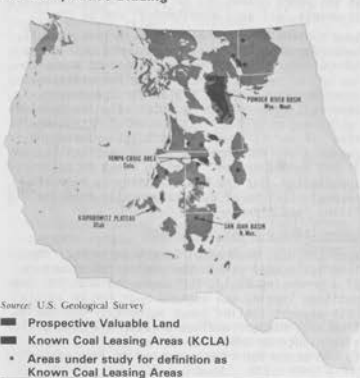 POWDER RIVER BASIN
Wyo. - Mont.
YAMPA-CRAIG AREA
Colo.
KAIPAROWITZ PLATEAU
Utah
SAN JUAN BASIN
N. Mex.
Source: U.S. Geological Survey
Prospective Valuable Land
Known Coal Leasing Areas (KCLA)
Areas under study for definition as
Known Coal Leasing Areas